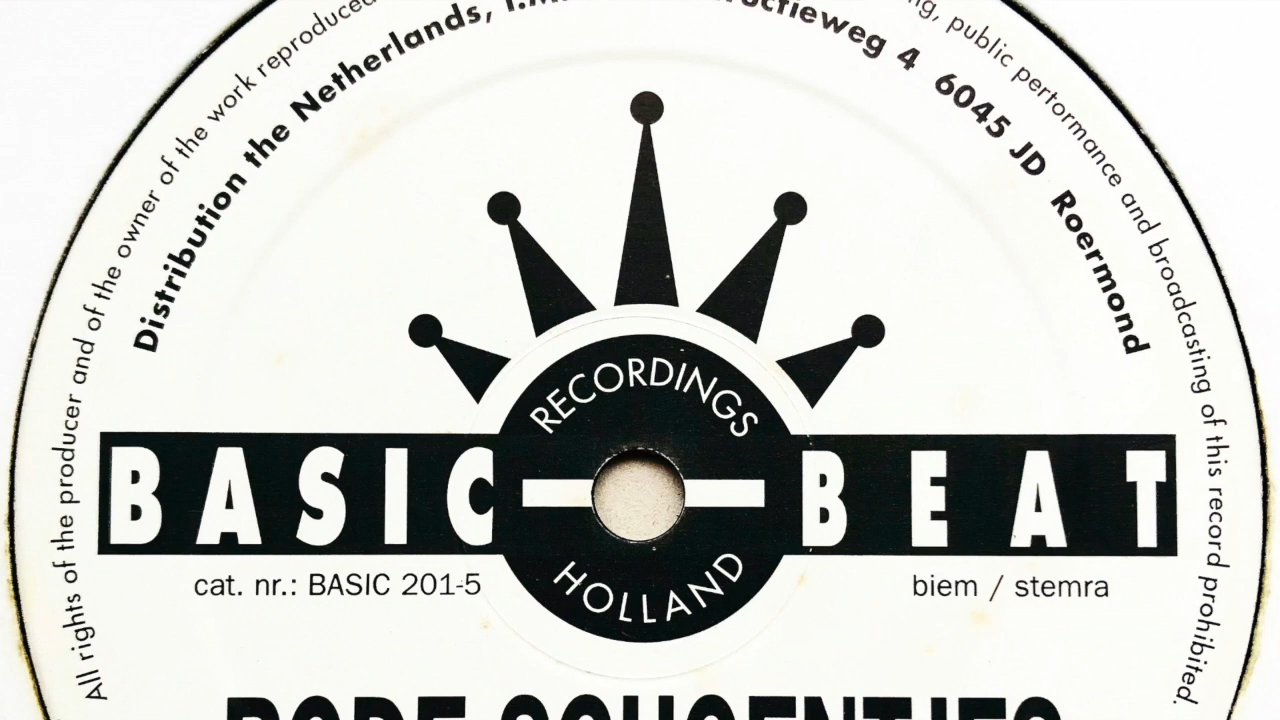 All rights of the producer and of the owner of the work reproduced
public performance and broadcasting of this record prohibited.
Distribution the Netherlands,
4 6045 JD Roermond
RECORDINGS
BASIC BEAT
HOLLAND
cat. nr.: BASIC 201-5
biem / stemra